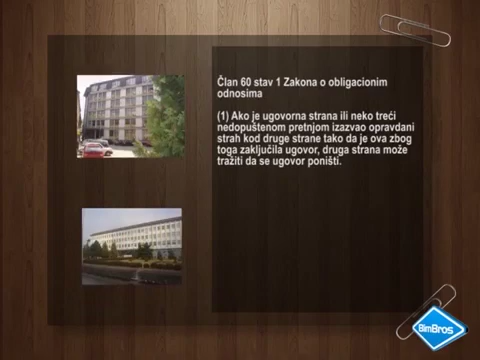 Član 60 stav 1 Zakona o obligacionim
odnosima
(1) Ako je ugovorna strana ili neko treći
nedopuštenom pretnjom izazvao opravdani
strah kod druge strane tako da je ova zbog
toga zaključila ugovor, druga strana može
tražiti da se ugovor poništi.
BimBros